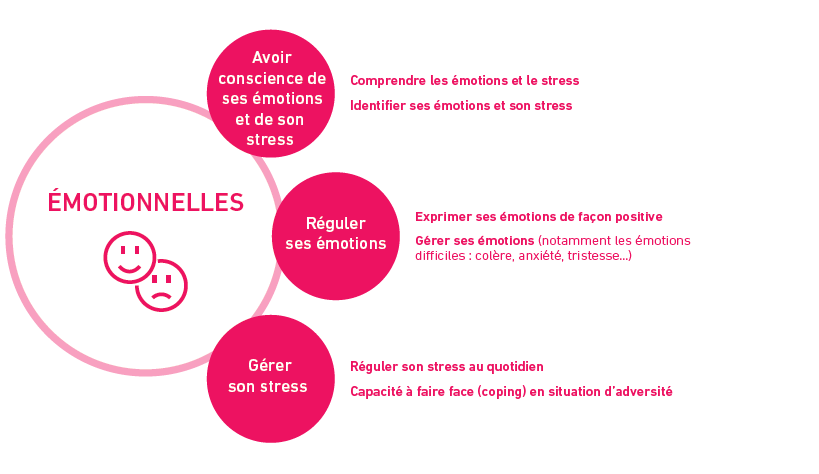 ÉMOTIONNELLES
Avoir
conscience de
ses émotions
et de son
stress
Comprendre les émotions et le stress
Identifier ses émotions et son stress
Réguler
ses émotions
Exprimer ses émotions de façon positive
Gérer ses émotions (notamment les émotions
difficiles : colère, anxiété, tristesse...)
Gérer
son stress
Réguler son stress au quotidien
Capacité à faire face (coping) en situation d'adversité